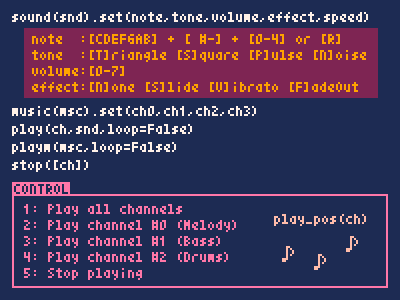 sound(snd).set(note,tone,volume,effect,speed)
note  :[CDEFGAB] + [ #-] + [0-4] or [R]
tone  :[T]riangle [S]quare [P]ulse [N]oise
volume:[0-7]
effect:[N]one [S]lide [V]ibrato [F]adeOut
music(msc).set(ch0,ch1,ch2,ch3)
play(ch,snd,loop=False)
playm(msc,loop=False)
stop([ch])
CONTROL
1: Play all channels
2: Play channel #0 (Melody)
3: Play channel #1 (Bass)
4: Play channel #2 (Drums)
5: Stop playing
play_pos(ch)